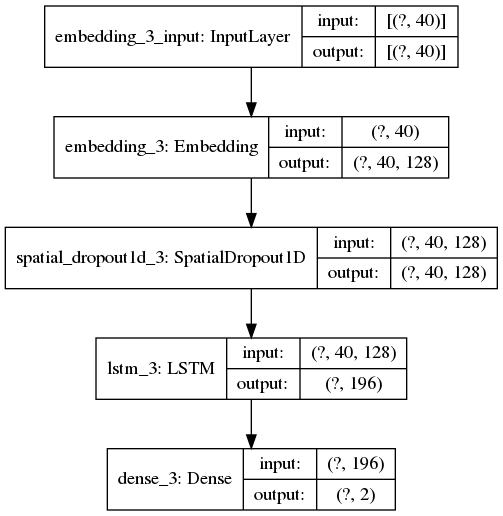 embedding_3_input: InputLayer
input: [(?, 40)]
output: [(?, 40)]
embedding_3: Embedding
input: (?, 40)
output: (?, 40, 128)
spatial_dropout1d_3: SpatialDropout1D
input: (?, 40, 128)
output: (?, 40, 128)
lstm_3: LSTM
input: (?, 40, 128)
output: (?, 196)
dense_3: Dense
input: (?, 196)
output: (?, 2)